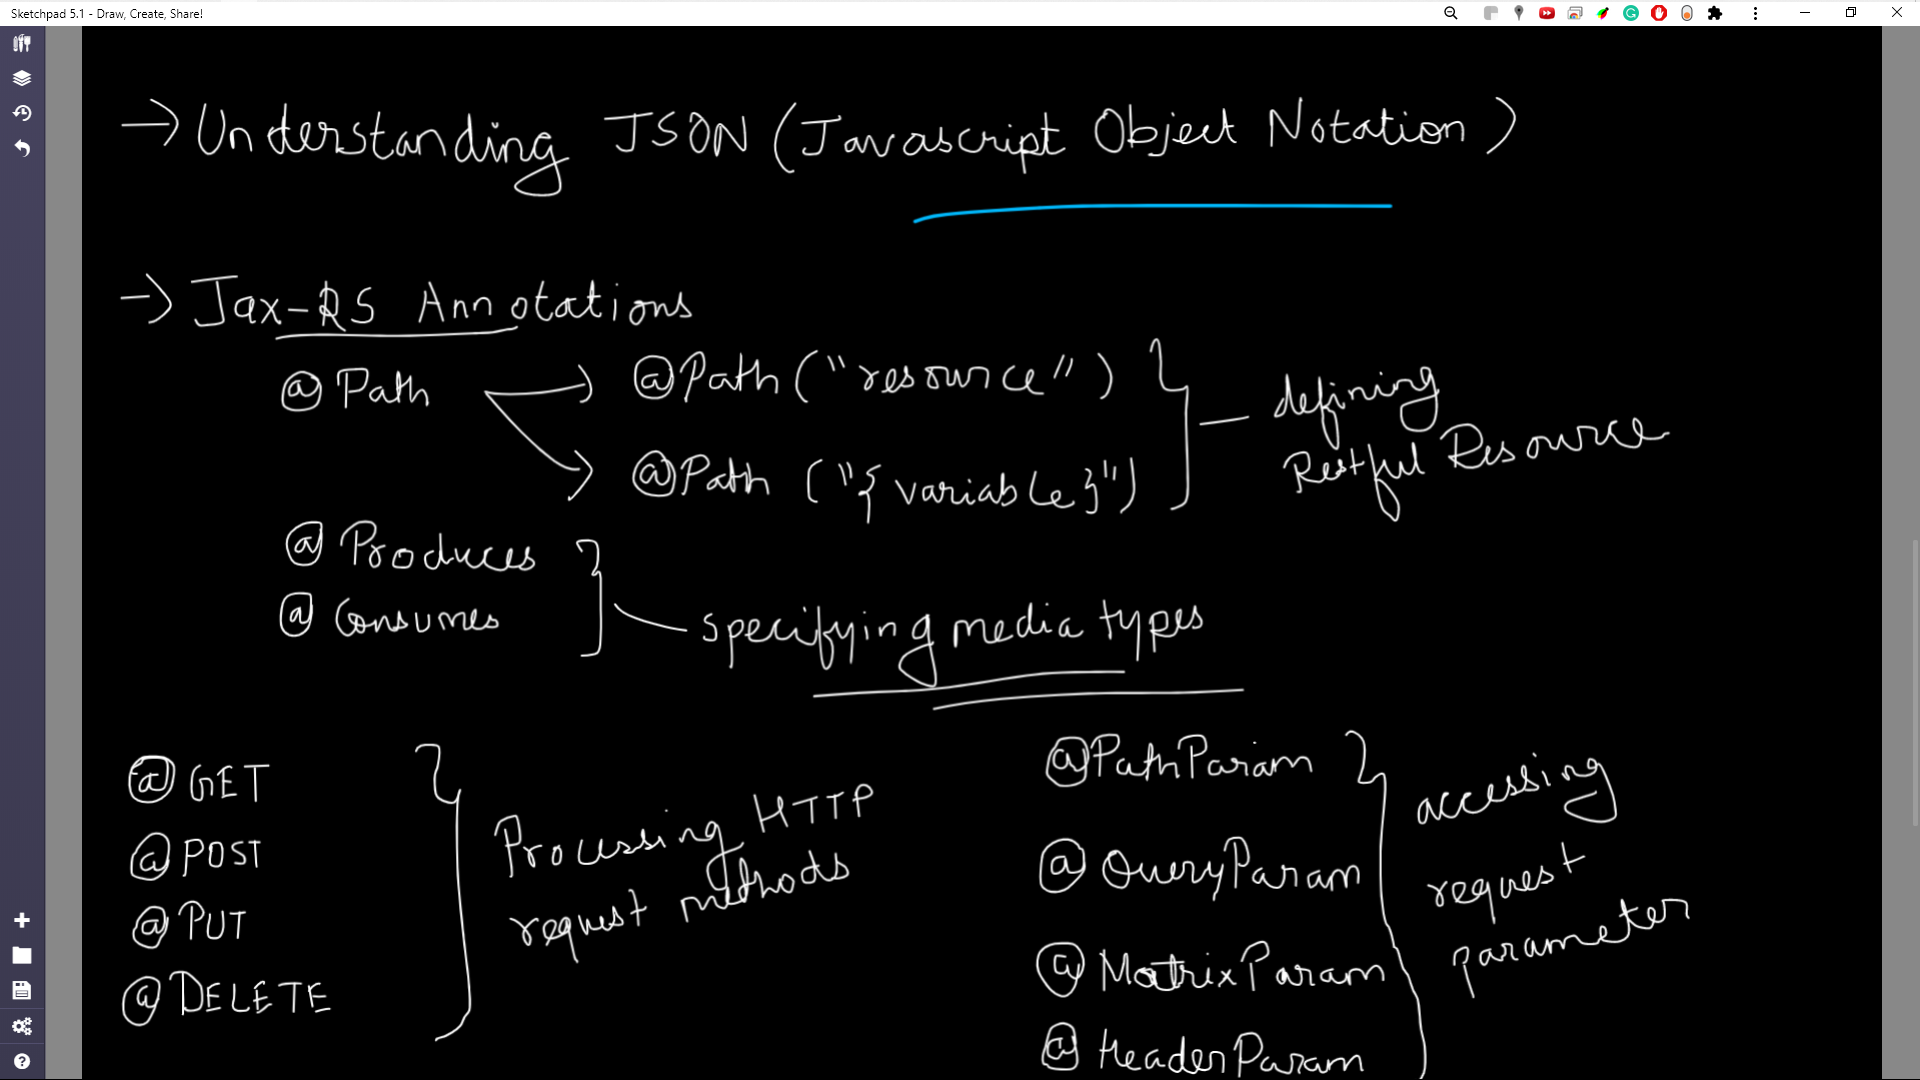 Sketchpad 5.1 - Draw, Create, Share!
→ Understanding JSON (Javascript Object Notation)
→ Jax-RS Annotations
@Path → @Path ("resource")
→ @Path ("{variable}")
defining
Restful Resource
@Produces
@Consumes
specifying media types
@GET
@POST
@PUT
@DELETE
Processing HTTP
request methods
@PathParam
@QueryParam
@MatrixParam
@HeaderParam
accessing
request
parameter